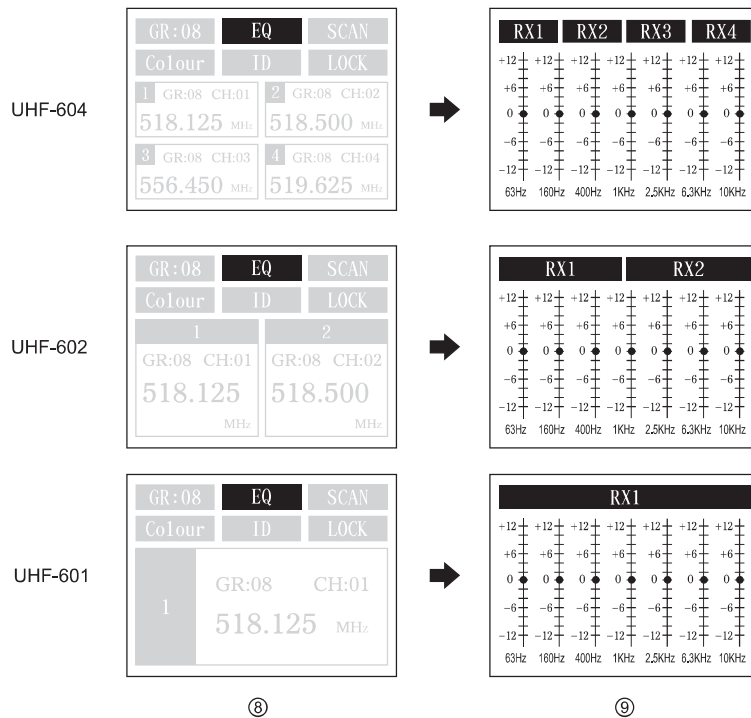 UHF-604
GR:08 EQ SCAN
Colour ID LOCK
1 GR:08 CH:01
518.125 MHz
2 GR:08 CH:02
518.500 MHz
3 GR:08 CH:03
556.450 MHz
4 GR:08 CH:04
519.625 MHz
RX1 RX2 RX3 RX4
+12 +12 +12 +12 +12 +12 +12
+6 +6 +6 +6 +6 +6 +6
0 0 0 0 0 0 0
-6 -6 -6 -6 -6 -6 -6
-12 -12 -12 -12 -12 -12 -12
63Hz 160Hz 400Hz 1KHz 2.5KHz 6.3KHz 10KHz
UHF-602
GR:08 EQ SCAN
Colour ID LOCK
1
GR:08 CH:01
518.125
MHz
2
GR:08 CH:02
518.500
MHz
RX1 RX2
+12 +12 +12 +12 +12 +12 +12
+6 +6 +6 +6 +6 +6 +6
0 0 0 0 0 0 0
-6 -6 -6 -6 -6 -6 -6
-12 -12 -12 -12 -12 -12 -12
63Hz 160Hz 400Hz 1KHz 2.5KHz 6.3KHz 10KHz
UHF-601
GR:08 EQ SCAN
Colour ID LOCK
1
GR:08 CH:01
518.125 MHz
RX1
+12 +12 +12 +12 +12 +12 +12
+6 +6 +6 +6 +6 +6 +6
0 0 0 0 0 0 0
-6 -6 -6 -6 -6 -6 -6
-12 -12 -12 -12 -12 -12 -12
63Hz 160Hz 400Hz 1KHz 2.5KHz 6.3KHz 10KHz
⑧ ⑨